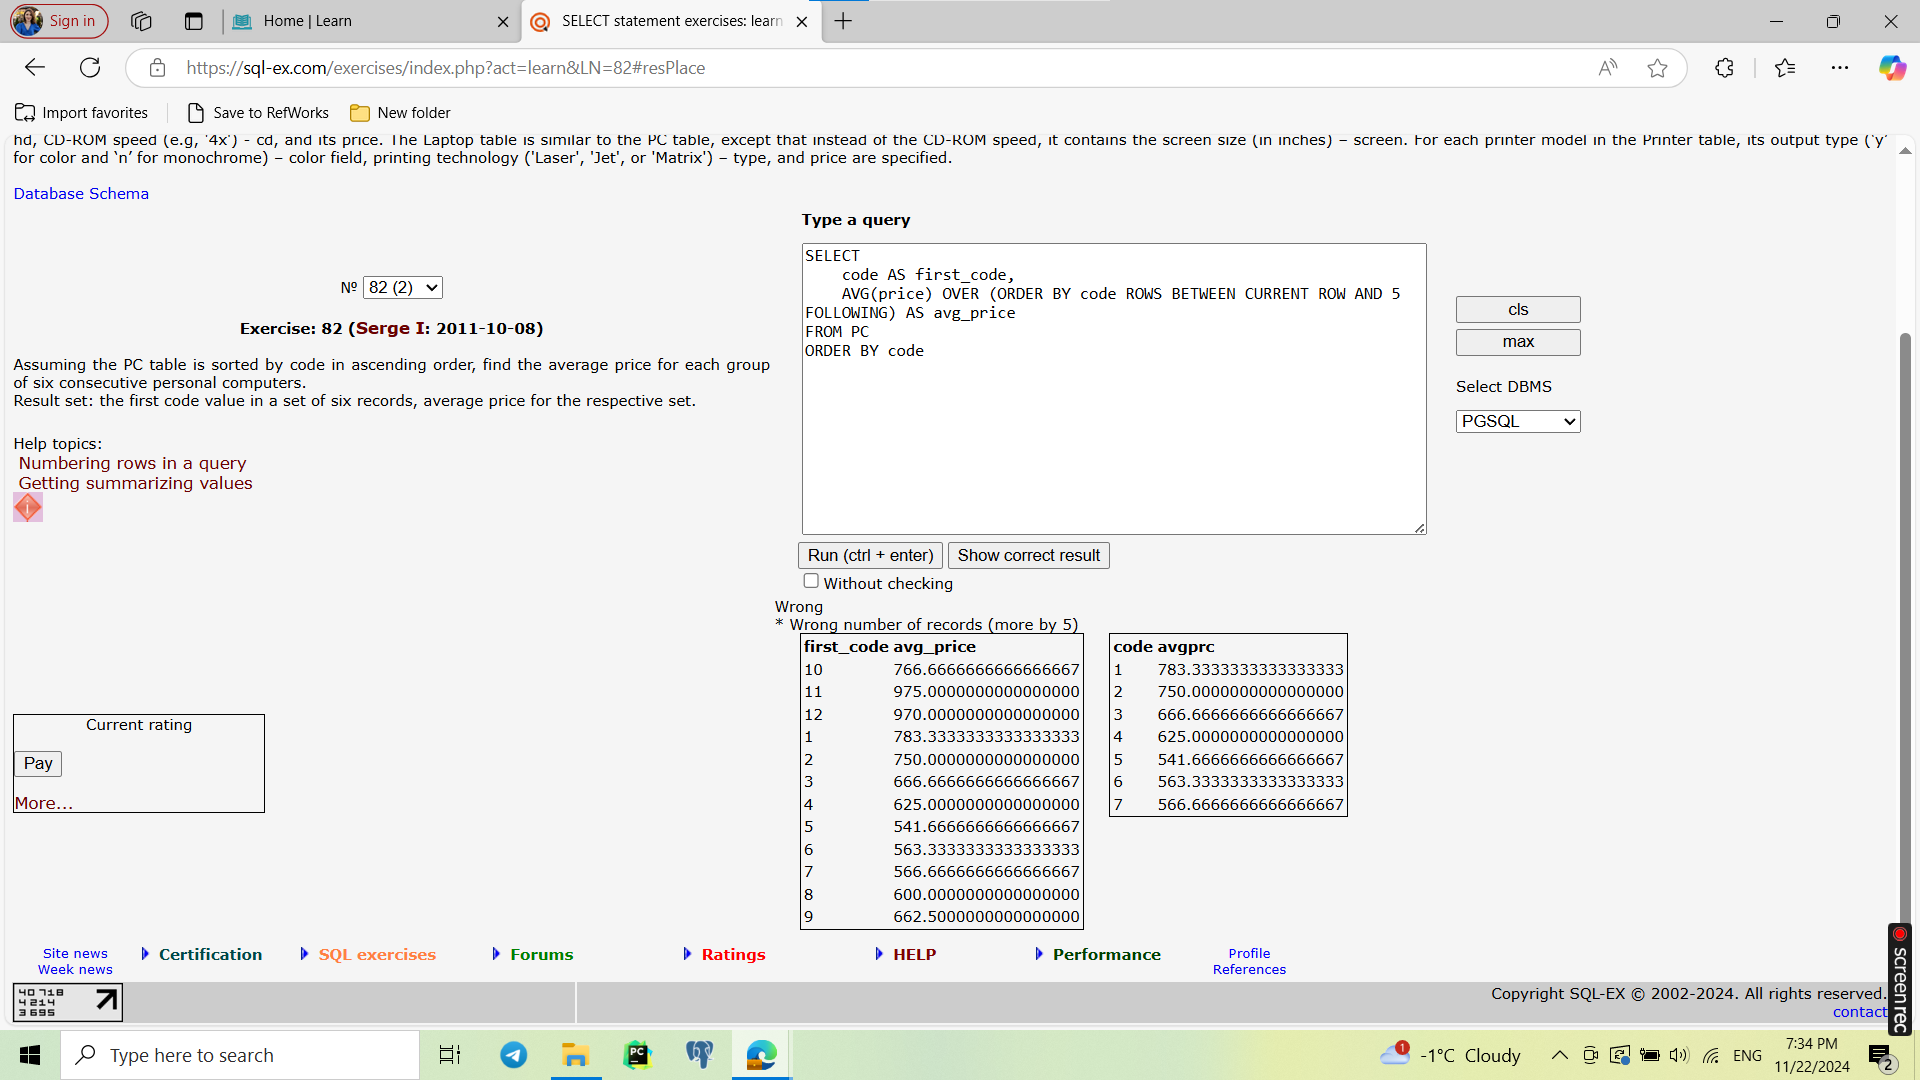 Sign in
Home | Learn
SELECT statement exercises: learn
https://sql-ex.com/exercises/index.php?act=learn&LN=82#resPlace
Import favorites
Save to RefWorks
New folder
hd, CD-ROM speed (e.g, '4x') - cd, and its price. The Laptop table is similar to the PC table, except that instead of the CD-ROM speed, it contains the screen size (in inches) – screen. For each printer model in the Printer table, its output type (‘y’
for color and ‘n’ for monochrome) – color field, printing technology ('Laser', 'Jet', or 'Matrix') – type, and price are specified.
Database Schema
Type a query
№ 82 (2)
Exercise: 82 (Serge I: 2011-10-08)
Assuming the PC table is sorted by code in ascending order, find the average price for each group
of six consecutive personal computers.
Result set: the first code value in a set of six records, average price for the respective set.
Help topics:
Numbering rows in a query
Getting summarizing values
SELECT
code AS first_code,
AVG(price) OVER (ORDER BY code ROWS BETWEEN CURRENT ROW AND 5
FOLLOWING) AS avg_price
FROM PC
ORDER BY code
cls
max
Select DBMS
PGSQL
Run (ctrl + enter)
Show correct result
Without checking
Wrong
* Wrong number of records (more by 5)
first_code avg_price
10 766.6666666666666667
11 975.0000000000000000
12 970.0000000000000000
1 783.3333333333333333
2 750.0000000000000000
3 666.6666666666666667
4 625.0000000000000000
5 541.6666666666666667
6 563.3333333333333333
7 566.6666666666666667
8 600.0000000000000000
9 662.5000000000000000
code avgprc
1 783.3333333333333333
2 750.0000000000000000
3 666.6666666666666667
4 625.0000000000000000
5 541.6666666666666667
6 563.3333333333333333
7 566.6666666666666667
Current rating
Pay
More...
Site news
Week news
Certification
SQL exercises
Forums
Ratings
HELP
Performance
Profile
References
40 718
4 214
3 695
Copyright SQL-EX © 2002-2024. All rights reserved.
contact
screen rec
Type here to search
PC
1
-1°C Cloudy
ENG
7:34 PM
11/22/2024
2